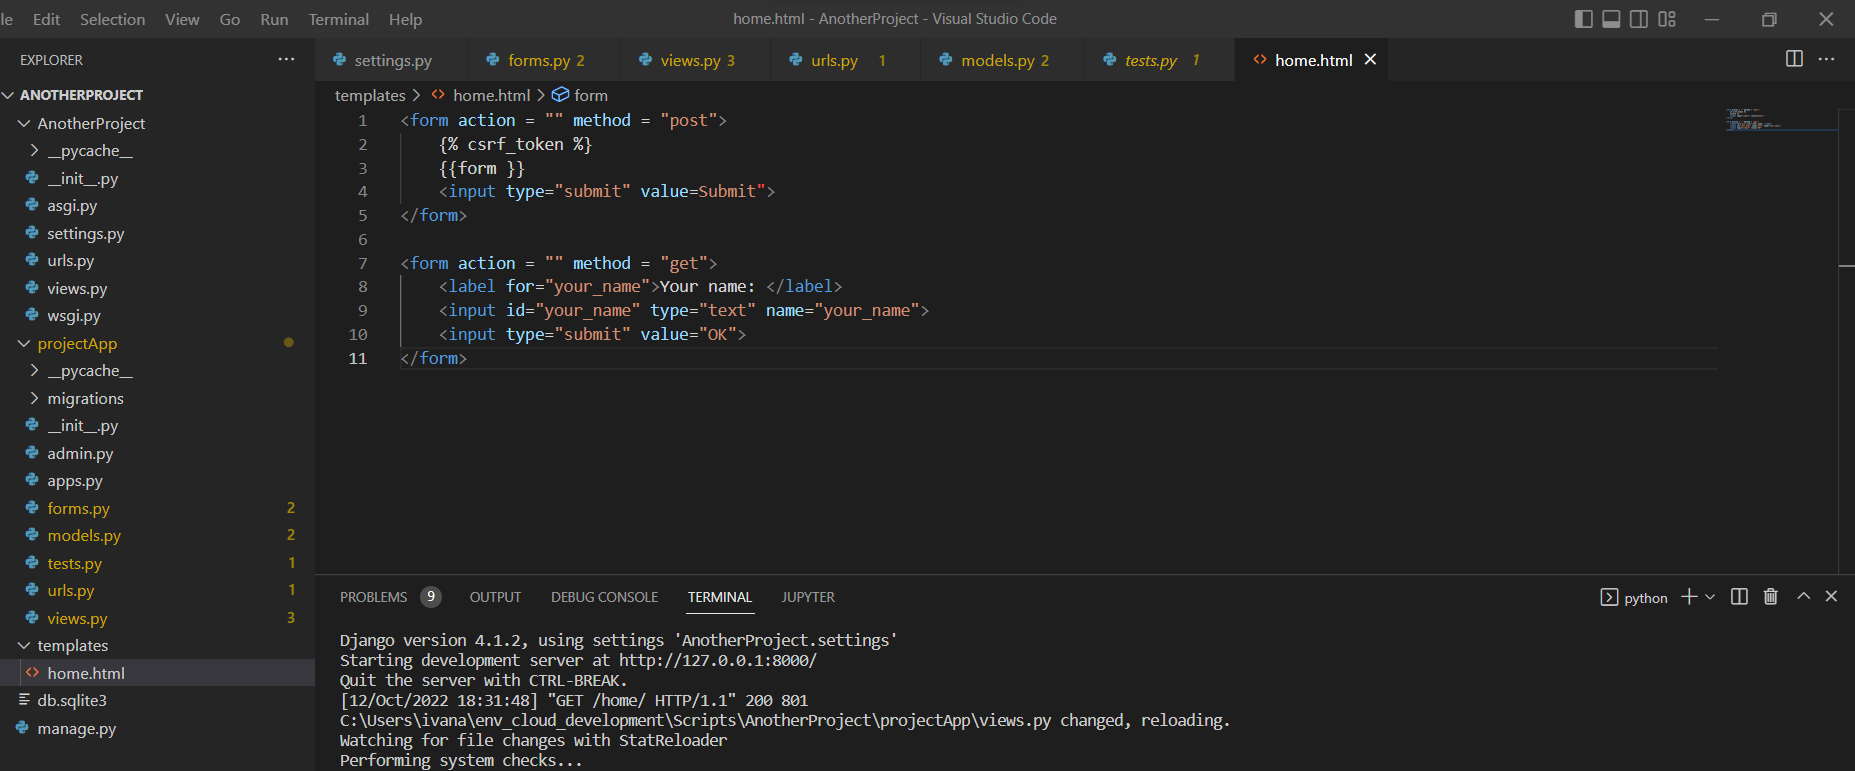 le Edit Selection View Go Run Terminal Help
home.html - AnotherProject - Visual Studio Code
EXPLORER
ANOTHERPROJECT
AnotherProject
__pycache__
__init__.py
asgi.py
settings.py
urls.py
views.py
wsgi.py
projectApp
__pycache__
migrations
__init__.py
admin.py
apps.py
forms.py 2
models.py 2
tests.py 1
urls.py 1
views.py 3
templates
home.html
db.sqlite3
manage.py
settings.py forms.py 2 views.py 3 urls.py 1 models.py 2 tests.py 1 home.html
templates > home.html > form
1 <form action = "" method = "post">
2 {% csrf_token %}
3 {{form }}
4 <input type="submit" value=Submit">
5 </form>
6
7 <form action = "" method = "get">
8 <label for="your_name">Your name: </label>
9 <input id="your_name" type="text" name="your_name">
10 <input type="submit" value="OK">
11 </form>
PROBLEMS 9 OUTPUT DEBUG CONSOLE TERMINAL JUPYTER
python
Django version 4.1.2, using settings 'AnotherProject.settings'
Starting development server at http://127.0.0.1:8000/
Quit the server with CTRL-BREAK.
[12/Oct/2022 18:31:48] "GET /home/ HTTP/1.1" 200 801
C:\Users\ivana\env_cloud_development\Scripts\AnotherProject\projectApp\views.py changed, reloading.
Watching for file changes with StatReloader
Performing system checks...